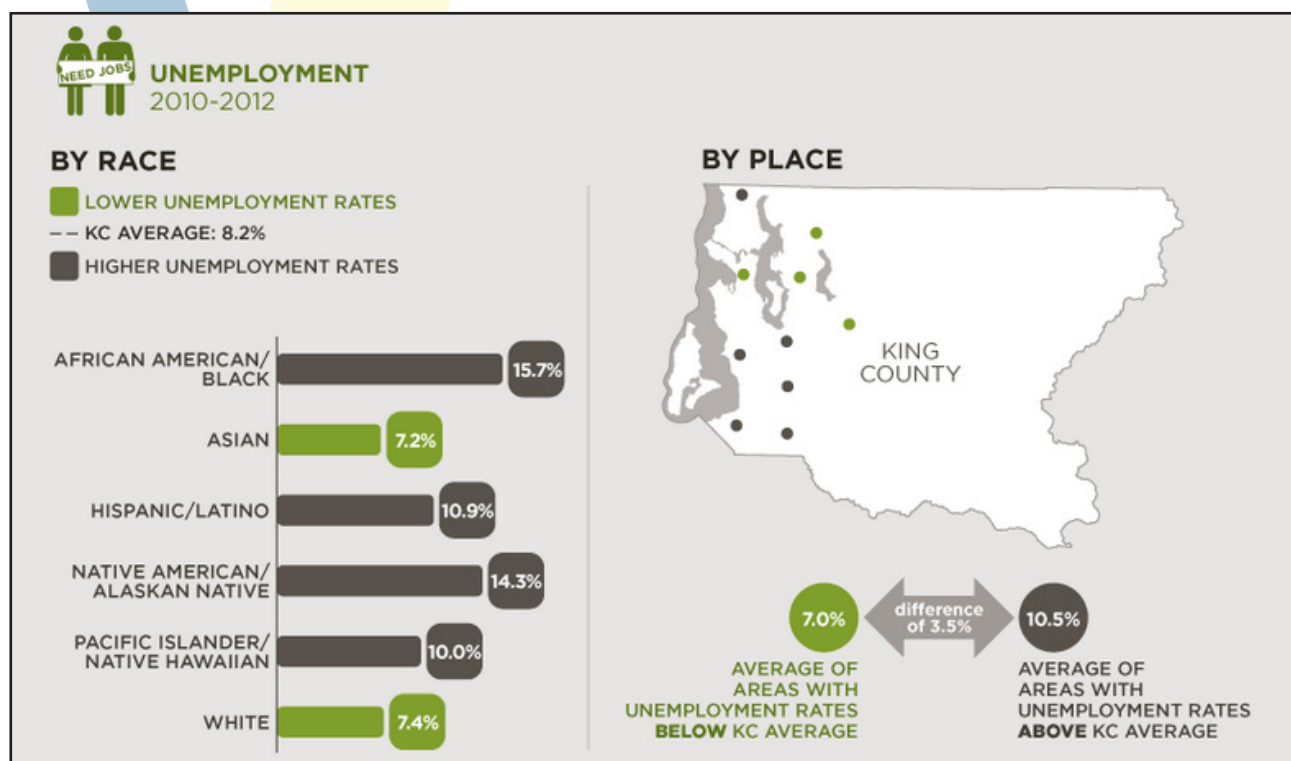 NEED JOBS
UNEMPLOYMENT
2010-2012
BY RACE
LOWER UNEMPLOYMENT RATES
-- KC AVERAGE: 8.2%
HIGHER UNEMPLOYMENT RATES
AFRICAN AMERICAN/
BLACK
15.7%
ASIAN
7.2%
HISPANIC/LATINO
10.9%
NATIVE AMERICAN/
ALASKAN NATIVE
14.3%
PACIFIC ISLANDER/
NATIVE HAWAIIAN
10.0%
WHITE
7.4%
BY PLACE
KING
COUNTY
7.0%
difference
of 3.5%
10.5%
AVERAGE OF
AREAS WITH
UNEMPLOYMENT RATES
BELOW KC AVERAGE
AVERAGE OF
AREAS WITH
UNEMPLOYMENT RATES
ABOVE KC AVERAGE